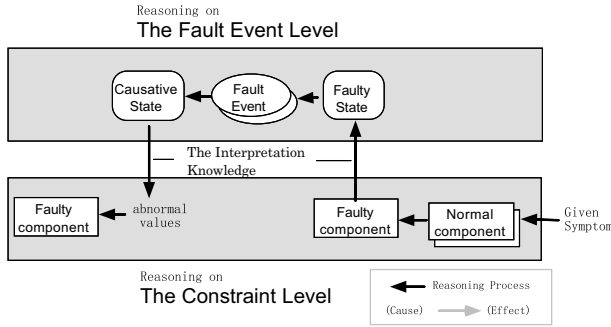 Reasoning on
The Fault Event Level
Causative
State
Fault
Event
Faulty
State
The Interpretation
Knowledge
Faulty
component
abnormal
values
Faulty
component
Normal
component
Given
Symptom
Reasoning on
The Constraint Level
Reasoning Process
(Cause) (Effect)